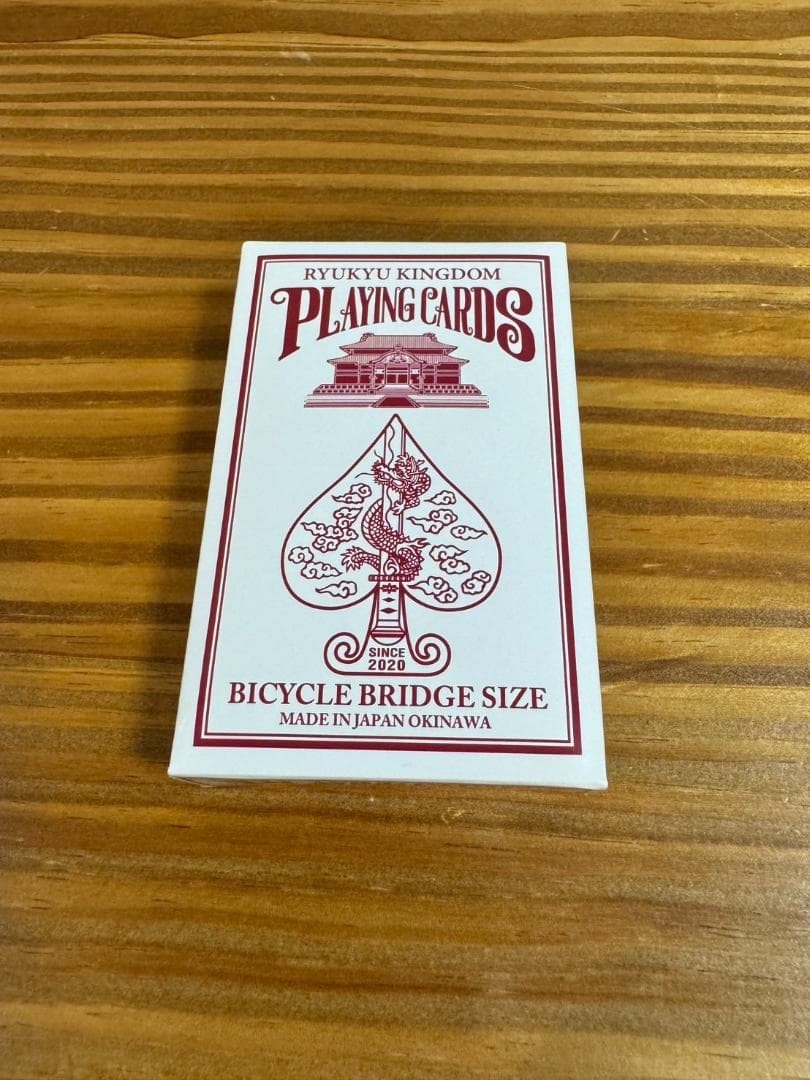 RYUKYU KINGDOM
PLAYING CARDS
SINCE
2020
BICYCLE BRIDGE SIZE
MADE IN JAPAN OKINAWA